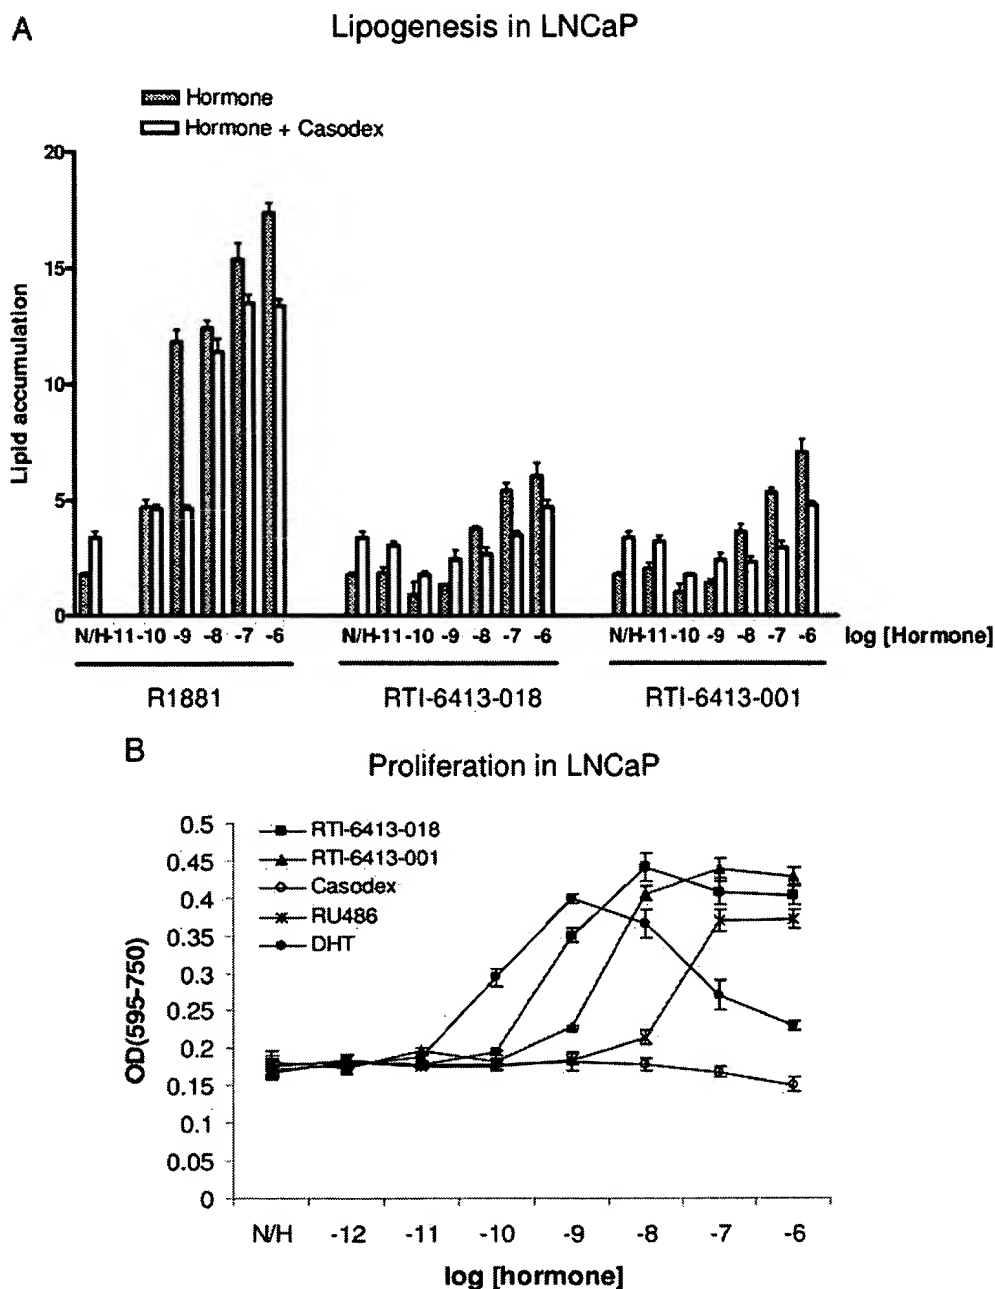 A
Lipogenesis in LNCaP
Hormone
Hormone + Casodex
Lipid accumulation
20
15
10
5
0
N/H -11 -10 -9 -8 -7 -6 N/H -11 -10 -9 -8 -7 -6 N/H -11 -10 -9 -8 -7 -6 log [Hormone]
R1881 RTI-6413-018 RTI-6413-001
B
Proliferation in LNCaP
RTI-6413-018
RTI-6413-001
Casodex
RU486
DHT
OD(595-750)
0.5
0.45
0.4
0.35
0.3
0.25
0.2
0.15
0.1
0.05
0
N/H -12 -11 -10 -9 -8 -7 -6
log [hormone]